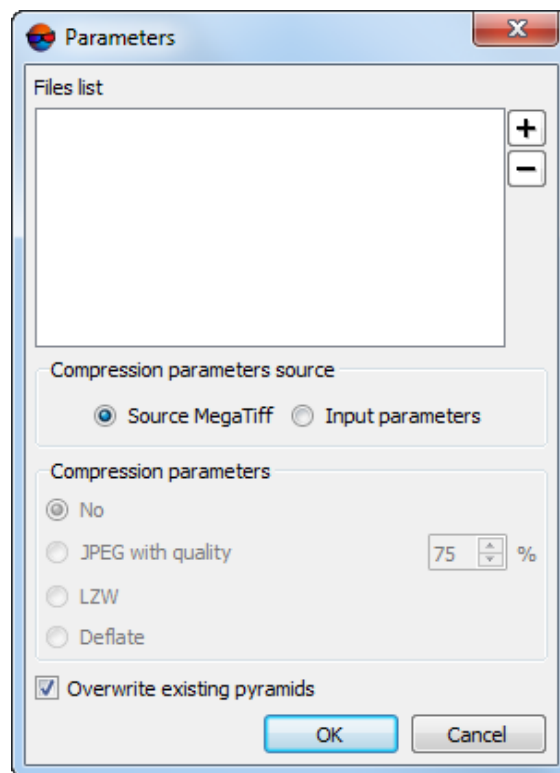 Parameters
Files list
Compression parameters source
Source MegaTiff Input parameters
Compression parameters
No
JPEG with quality 75 %
LZW
Deflate
Overwrite existing pyramids
OK Cancel